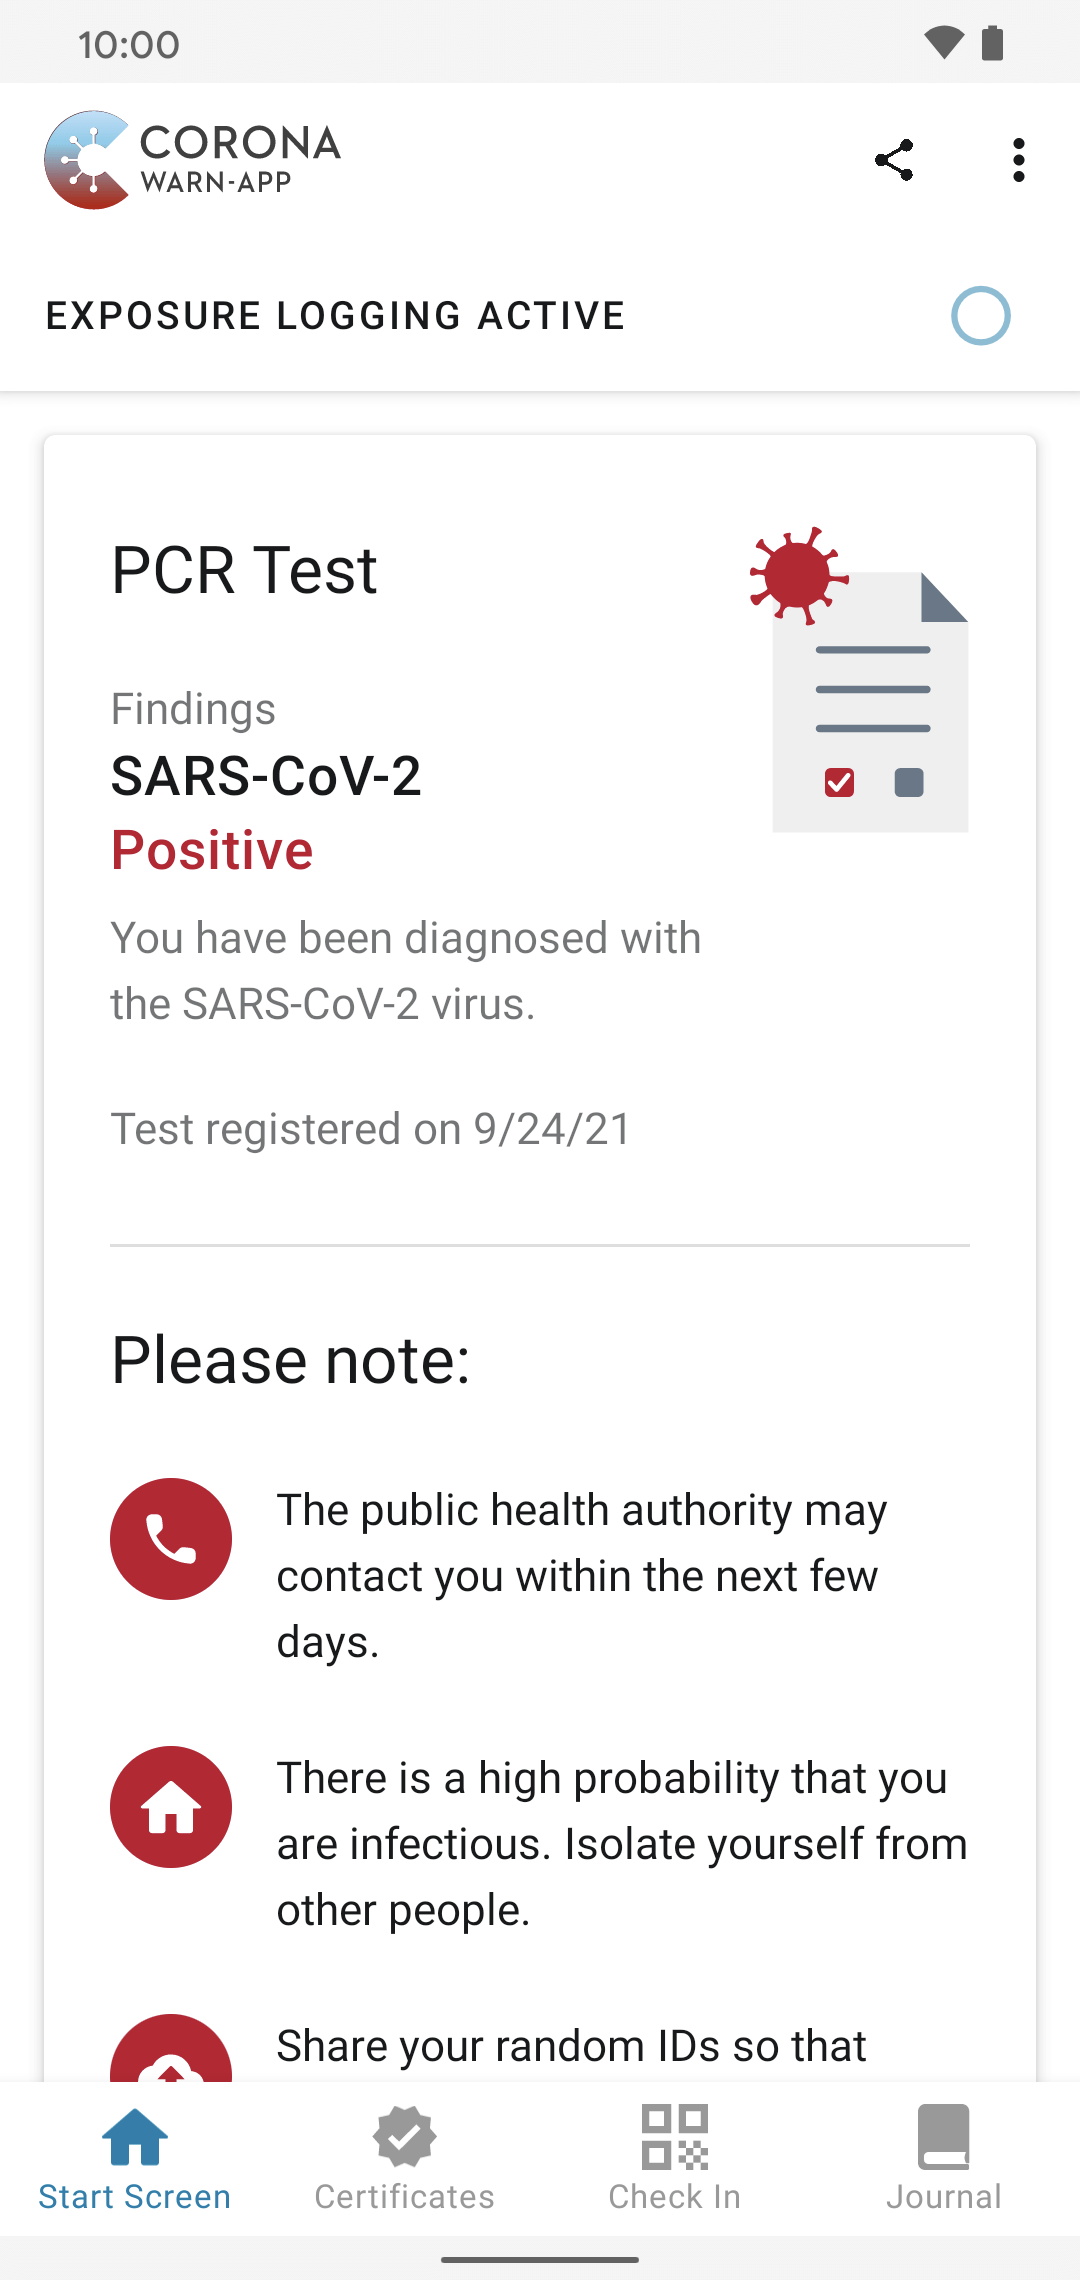 10:00
CORONA
WARN-APP
EXPOSURE LOGGING ACTIVE
PCR Test
Findings
SARS-CoV-2
Positive
You have been diagnosed with
the SARS-CoV-2 virus.
Test registered on 9/24/21
Please note:
The public health authority may
contact you within the next few
days.
There is a high probability that you
are infectious. Isolate yourself from
other people.
Share your random IDs so that
Start Screen
Certificates
Check In
Journal